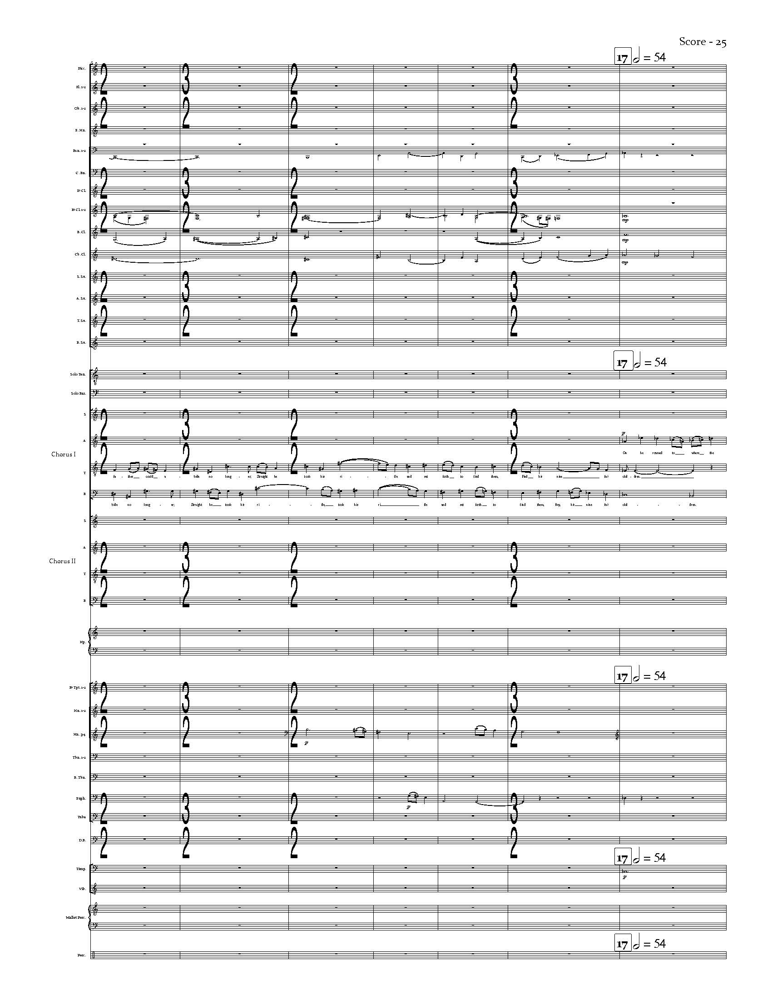 Score - 25
17 = 54
Picc.
Fl. 1-2
Ob. 1-2
E. Hn.
Bsn. 1-2
C. Bn.
E♭ Cl.
B♭ Cl. 1-2
mp
B. Cl.
mp
Cb. Cl.
mp
S. Sx.
A. Sx.
T. Sx.
B. Sx.
17 = 54
Solo Ten.
Solo Bar.
Chorus I
S
A
p
On he roamed to where the
T
fa - ther could a - bide no long - er; Straight he took his ri - fle and set forth to find them, Find his nine fair chil - dren.
B
bide no long - er; Straight he took his ri - fle, took his ri - fle and set forth to find them, Hey, his nine fair chil - dren.
Chorus II
S
A
T
B
Hp.
17 = 54
B♭ Tpt. 1-2
Hn. 1-2
Hn. 3-4
p
Tbn. 1-2
B. Tbn.
Euph.
p
Tuba
D.B.
17 = 54
Timp.
p
Vib.
Mallet Perc.
17 = 54
Perc.